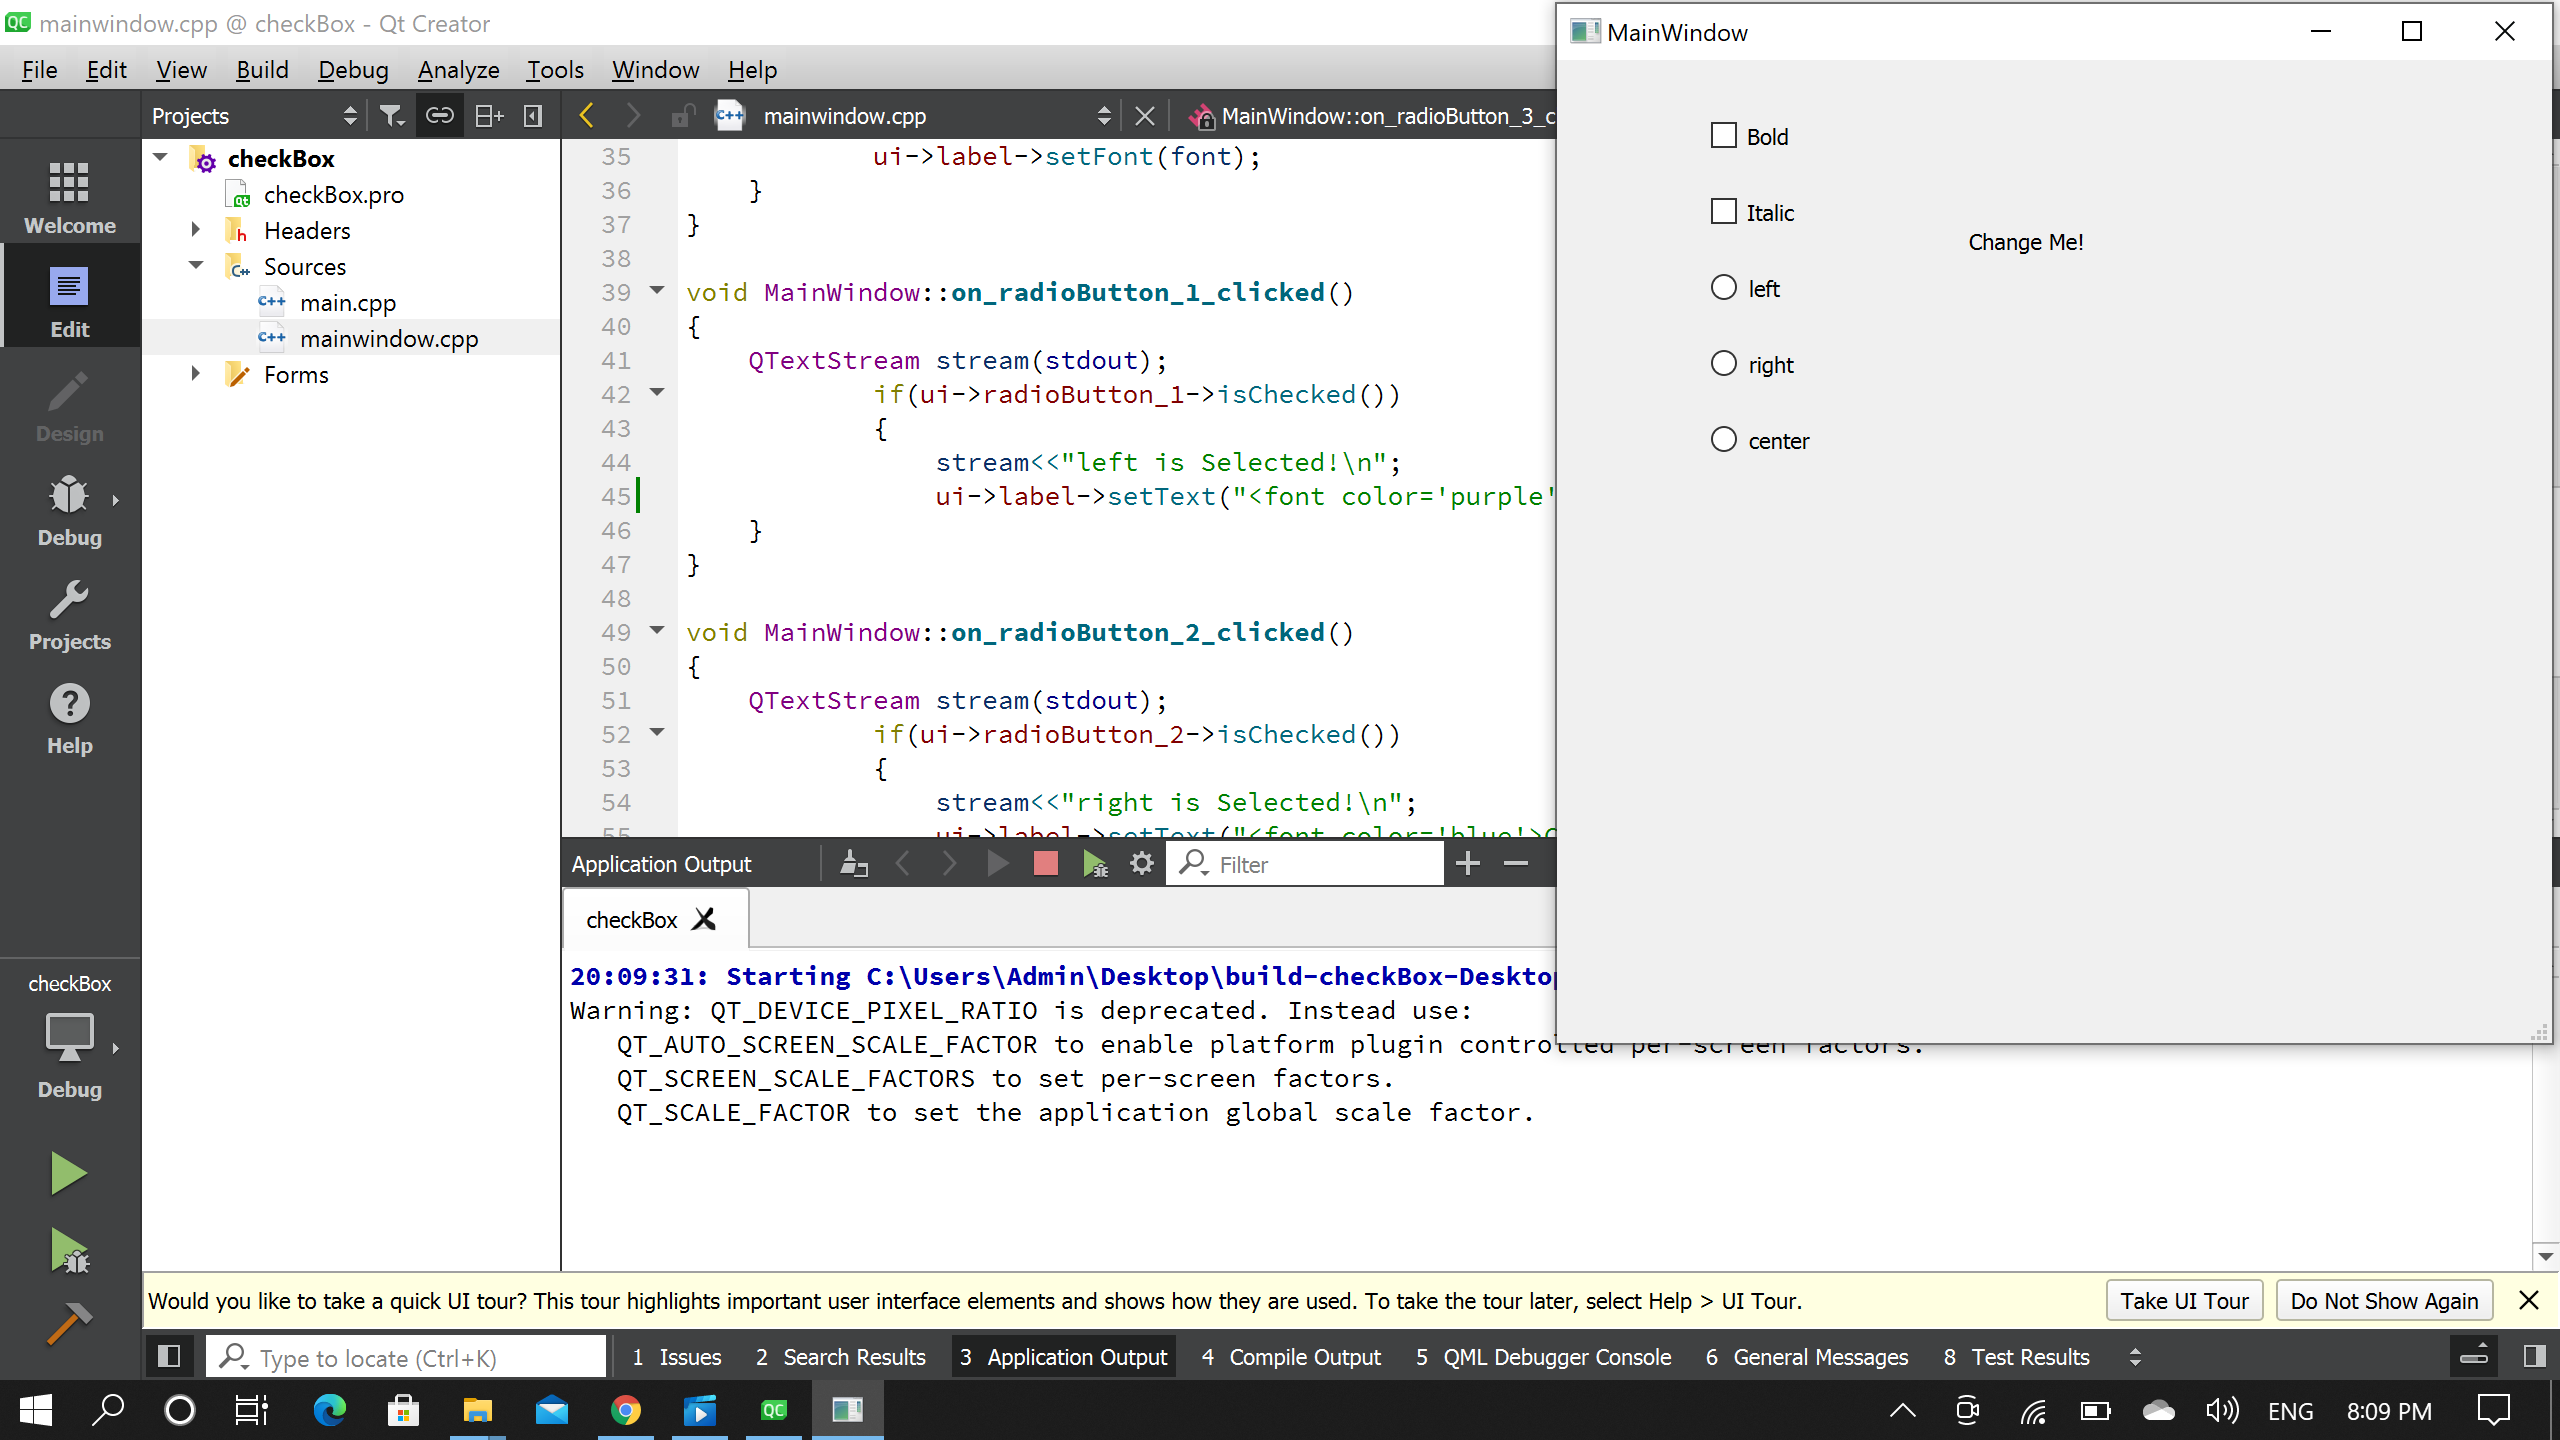 mainwindow.cpp @ checkBox - Qt Creator
File Edit View Build Debug Analyze Tools Window Help
Projects
mainwindow.cpp
MainWindow::on_radioButton_3_c
Welcome
Edit
Design
Debug
Projects
Help
checkBox
Debug
checkBox
checkBox.pro
Headers
Sources
main.cpp
mainwindow.cpp
Forms
35 ui->label->setFont(font);
36 }
37 }
38
39 void MainWindow::on_radioButton_1_clicked()
40 {
41 QTextStream stream(stdout);
42 if(ui->radioButton_1->isChecked())
43 {
44 stream<<"left is Selected!\n";
45 ui->label->setText("<font color='purple'
46 }
47 }
48
49 void MainWindow::on_radioButton_2_clicked()
50 {
51 QTextStream stream(stdout);
52 if(ui->radioButton_2->isChecked())
53 {
54 stream<<"right is Selected!\n";
55 ui->label->setText("<font color='blue'>C
Application Output
Filter
checkBox
20:09:31: Starting C:\Users\Admin\Desktop\build-checkBox-Desktop
Warning: QT_DEVICE_PIXEL_RATIO is deprecated. Instead use:
QT_AUTO_SCREEN_SCALE_FACTOR to enable platform plugin controlled per-screen factors.
QT_SCREEN_SCALE_FACTORS to set per-screen factors.
QT_SCALE_FACTOR to set the application global scale factor.
MainWindow
Bold
Italic
Change Me!
left
right
center
Would you like to take a quick UI tour? This tour highlights important user interface elements and shows how they are used. To take the tour later, select Help > UI Tour.
Take UI Tour
Do Not Show Again
Type to locate (Ctrl+K)
1 Issues 2 Search Results 3 Application Output 4 Compile Output 5 QML Debugger Console 6 General Messages 8 Test Results
ENG 8:09 PM